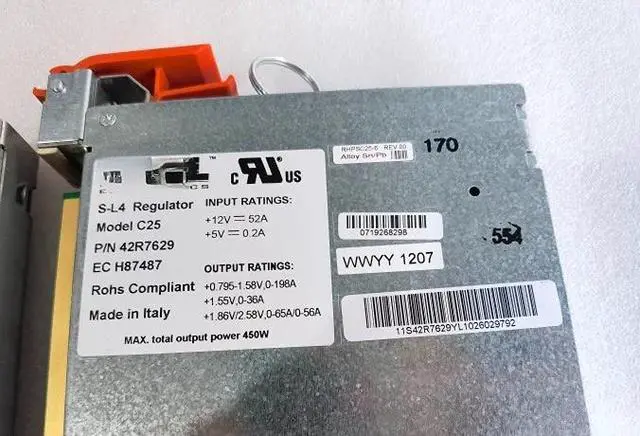 c UR US
S-L4 Regulator
Model C25
P/N 42R7629
EC H87487
Rohs Compliant
Made in Italy
INPUT RATINGS:
+12V ⎓ 52A
+5V ⎓ 0.2A
OUTPUT RATINGS:
+0.795-1.58V,0-198A
+1.55V,0-36A
+1.86V/2.58V,0-65A/0-56A
MAX. total output power 450W
REV 00
Alloy Sn/Pb
170
0719268298
554
WWYY 1207
11S42R7629YL1026029792